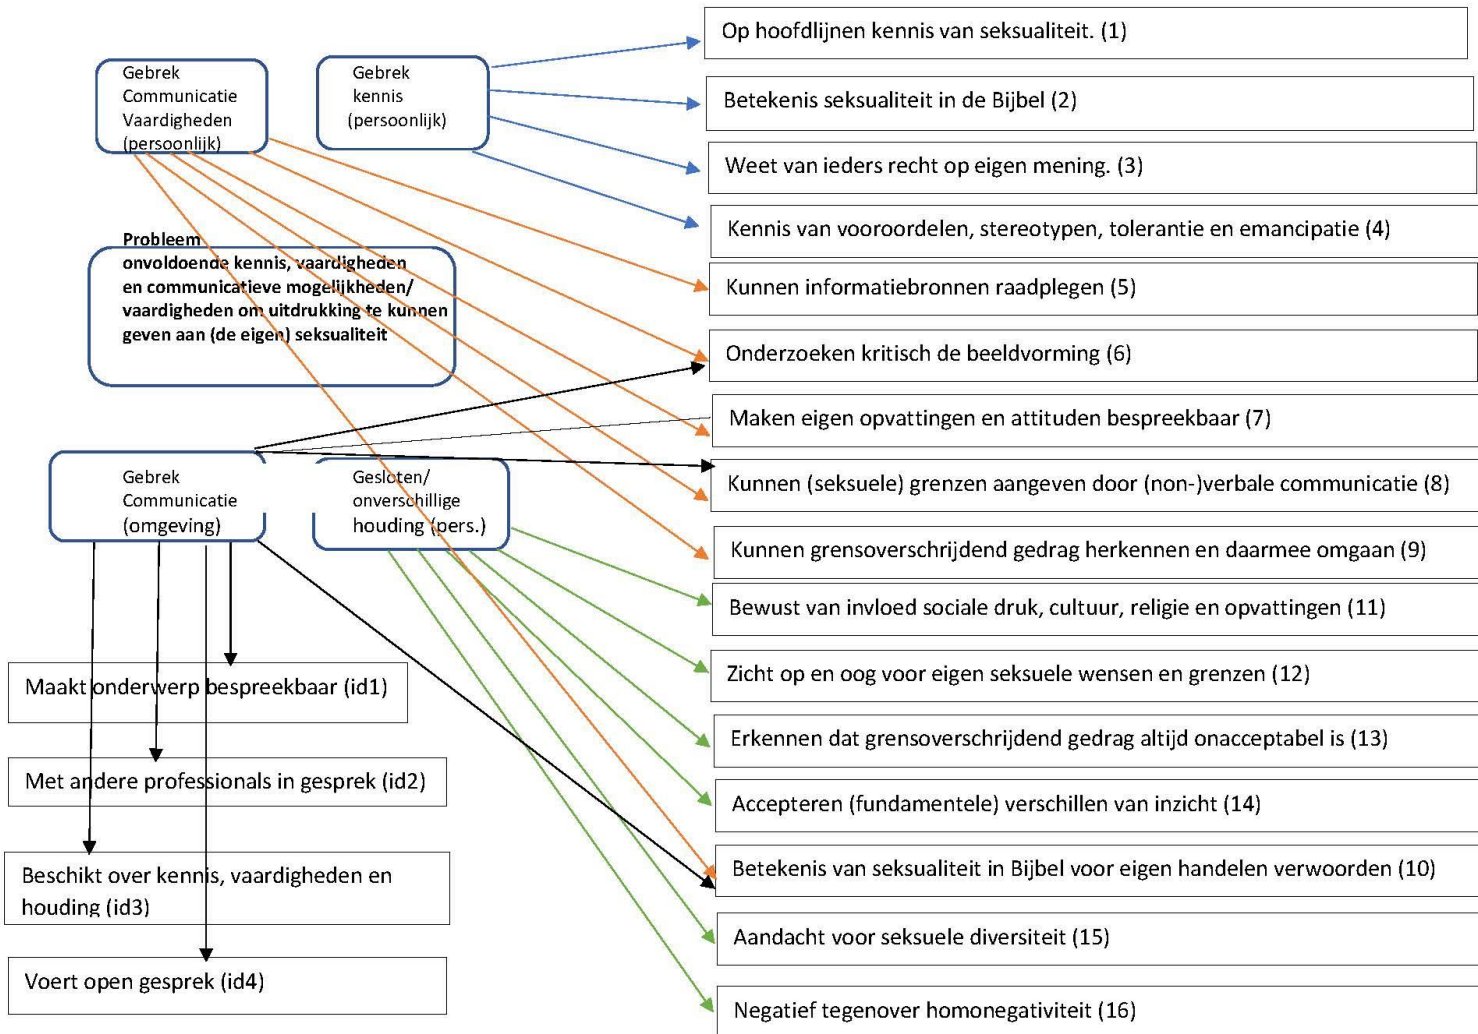 Gebrek
Communicatie
Vaardigheden
(persoonlijk)
Gebrek
kennis
(persoonlijk)
Probleem
onvoldoende kennis, vaardigheden
en communicatieve mogelijkheden/
vaardigheden om uitdrukking te kunnen
geven aan (de eigen) seksualiteit
Gebrek
Communicatie
(omgeving)
Gesloten/
onverschillige
houding (pers.)
Maakt onderwerp bespreekbaar (id1)
Met andere professionals in gesprek (id2)
Beschikt over kennis, vaardigheden en
houding (id3)
Voert open gesprek (id4)
Op hoofdlijnen kennis van seksualiteit. (1)
Betekenis seksualiteit in de Bijbel (2)
Weet van ieders recht op eigen mening. (3)
Kennis van vooroordelen, stereotypen, tolerantie en emancipatie (4)
Kunnen informatiebronnen raadplegen (5)
Onderzoeken kritisch de beeldvorming (6)
Maken eigen opvattingen en attituden bespreekbaar (7)
Kunnen (seksuele) grenzen aangeven door (non-)verbale communicatie (8)
Kunnen grensoverschrijdend gedrag herkennen en daarmee omgaan (9)
Bewust van invloed sociale druk, cultuur, religie en opvattingen (11)
Zicht op en oog voor eigen seksuele wensen en grenzen (12)
Erkennen dat grensoverschrijdend gedrag altijd onacceptabel is (13)
Accepteren (fundamentele) verschillen van inzicht (14)
Betekenis van seksualiteit in Bijbel voor eigen handelen verwoorden (10)
Aandacht voor seksuele diversiteit (15)
Negatief tegenover homonegativiteit (16)